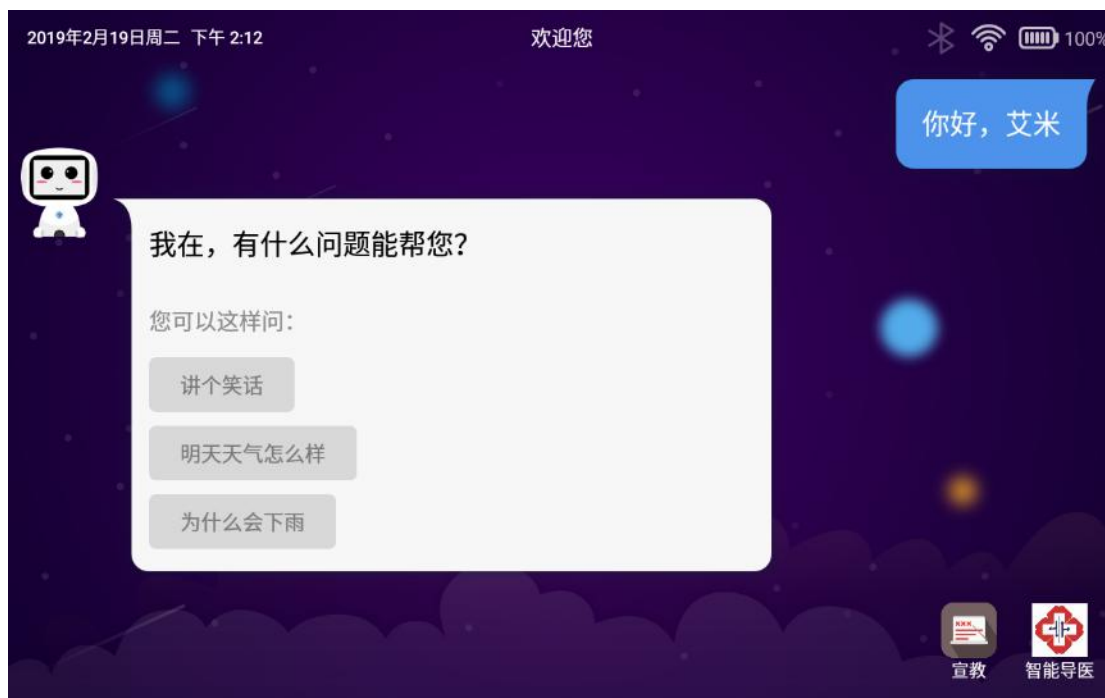 2019年2月19日周二 下午 2:12
欢迎您
100%
你好，艾米
我在，有什么问题能帮您？
您可以这样问：
讲个笑话
明天天气怎么样
为什么会下雨
XXX
宣教
智能导医